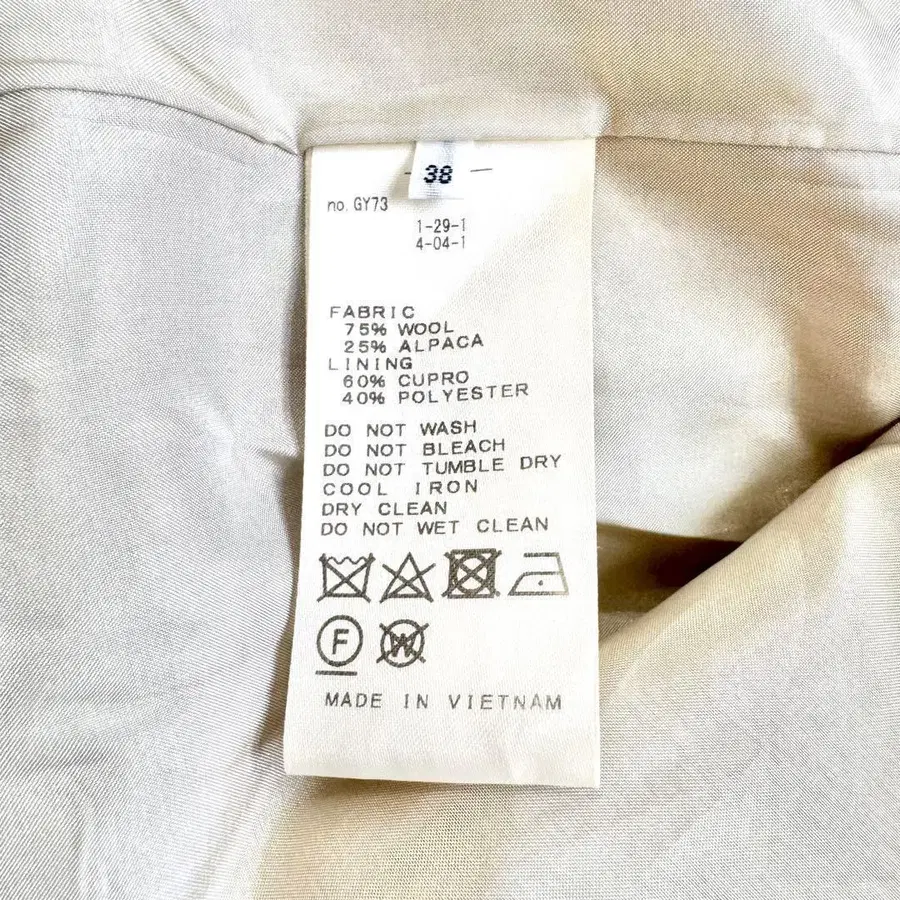 38
no. GY73
1-29-1
4-04-1
FABRIC
75% WOOL
25% ALPACA
LINING
60% CUPRO
40% POLYESTER
DO NOT WASH
DO NOT BLEACH
DO NOT TUMBLE DRY
COOL IRON
DRY CLEAN
DO NOT WET CLEAN
F W
MADE IN VIETNAM